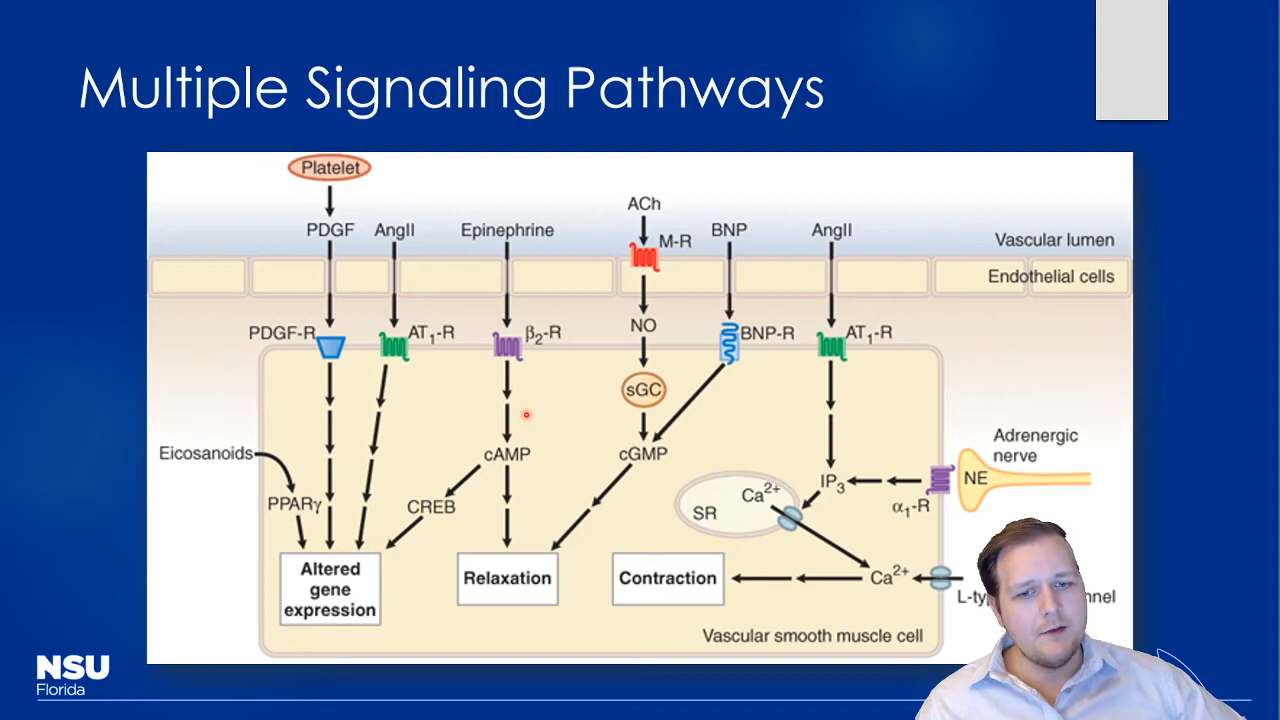 Multiple Signaling Pathways
Platelet
PDGF
AngII
Epinephrine
ACh
M-R
BNP
AngII
Vascular lumen
Endothelial cells
PDGF-R
AT1-R
β2-R
NO
BNP-R
AT1-R
sGC
Eicosanoids
cAMP
cGMP
Adrenergic
nerve
PPARγ
CREB
Ca2+
SR
IP3
α1-R
NE
Altered
gene
expression
Relaxation
Contraction
Ca2+
Vascular smooth muscle cell
NSU
Florida